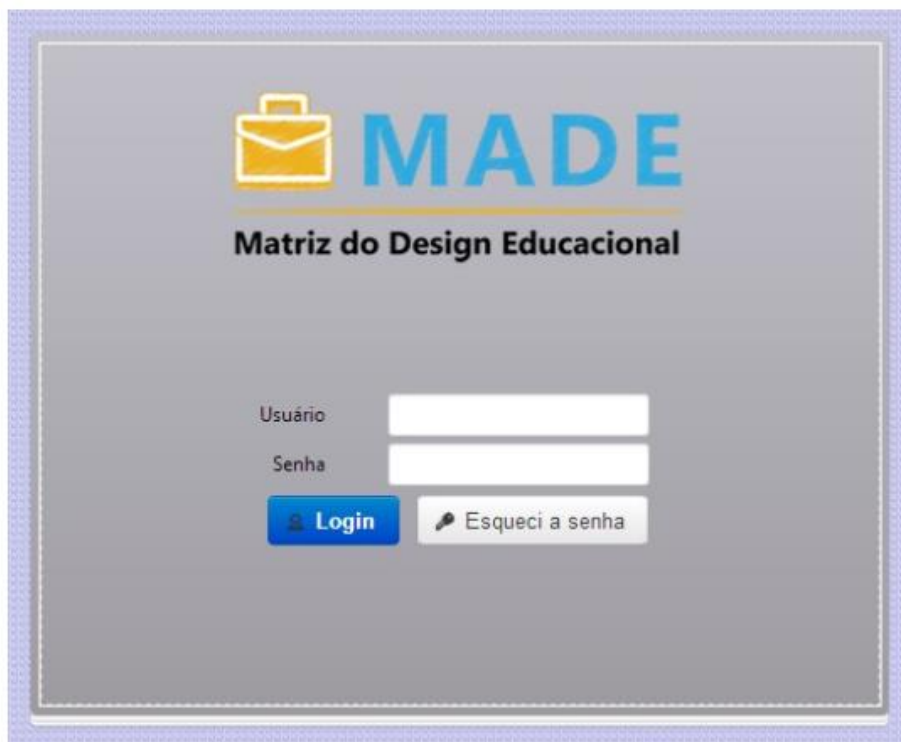 MADE
Matriz do Design Educacional
Usuário
Senha
Login
Esqueci a senha